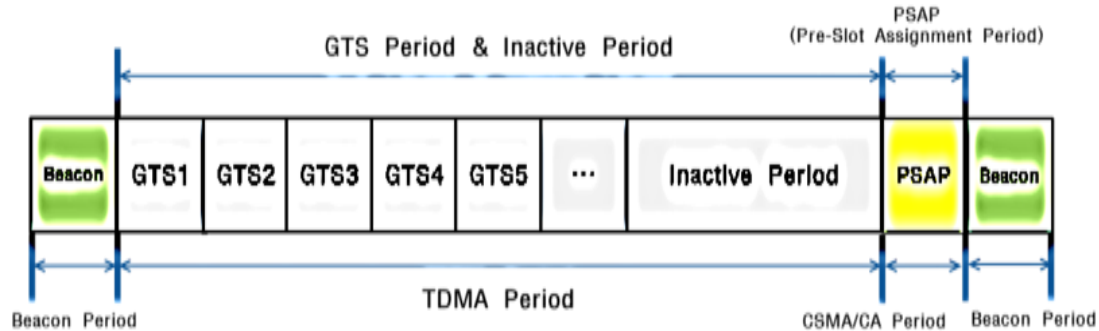 PSAP
(Pre-Slot Assignment Period)
GTS Period & Inactive Period
Beacon GTS1 GTS2 GTS3 GTS4 GTS5 ... Inactive Period PSAP Beacon
TDMA Period
Beacon Period CSMA/CA Period Beacon Period